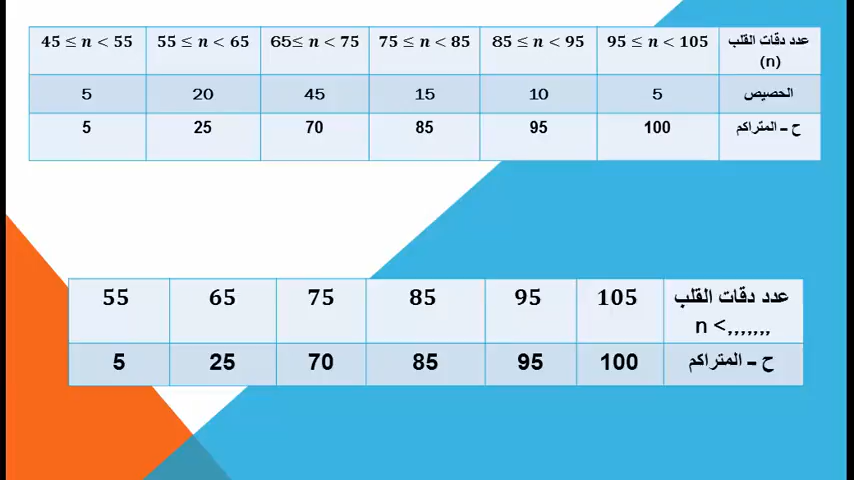 عدد دقات القلب (n) 95 ≤ n < 105 85 ≤ n < 95 75 ≤ n < 85 65≤ n < 75 55 ≤ n < 65 45 ≤ n < 55
الحصيص 5 10 15 45 20 5
ح – المتراكم 100 95 85 70 25 5
عدد دقات القلب n <,,,,,,, 105 95 85 75 65 55
ح – المتراكم 100 95 85 70 25 5